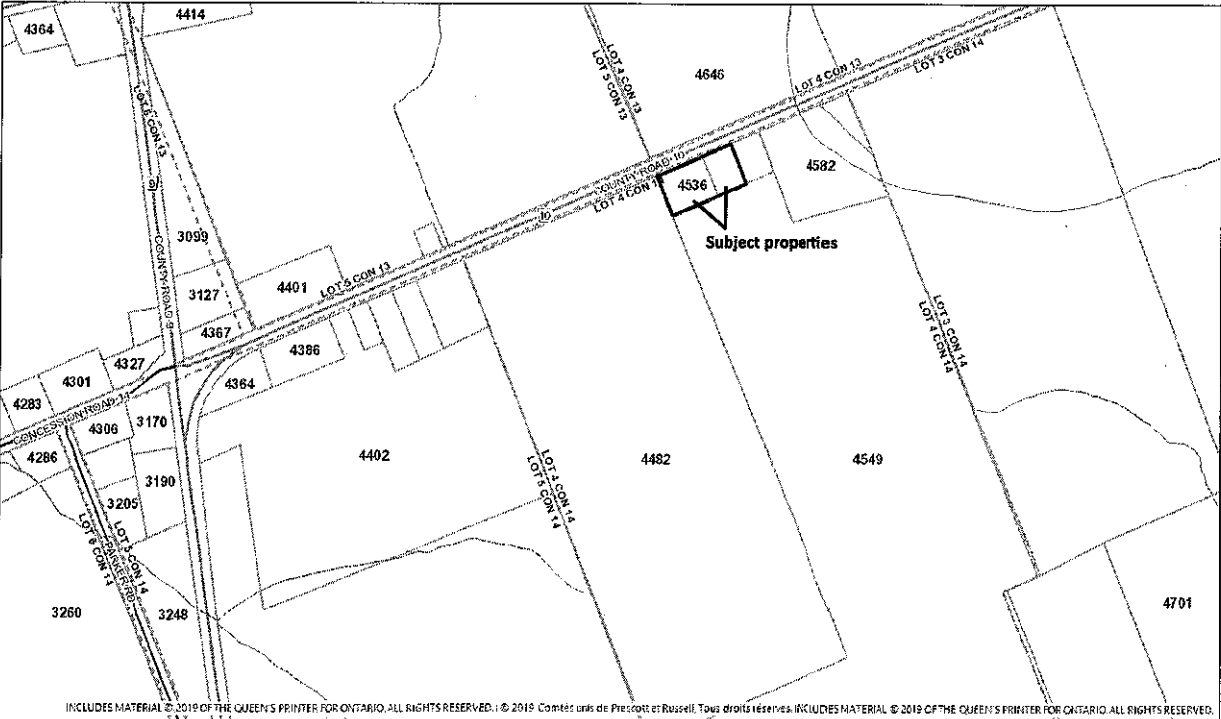 4414
4364
LOT 4 CON 13
LOT 5 CON 13
4646
LOT 4 CON 13
LOT 3 CON 14
LOT 6 CON 13
9
COUNTY ROAD 9
3099
COUNTY ROAD 10
LOT 4 CON 14
10
4536
4582
Subject properties
LOT 5 CON 13
3127
4401
4367
4386
4327
4364
4301
4283
CONCESSION ROAD
4306
3170
4286
3190
3205
LOT 3 CON 14
LOT 4 CON 14
4402
4482
4549
LOT 4 CON 14
LOT 5 CON 14
LOT 5 CON 14
PARKER RD
LOT 6 CON 14
3260
3248
4701
INCLUDES MATERIAL © 2019 OF THE QUEEN'S PRINTER FOR ONTARIO. ALL RIGHTS RESERVED. © 2019 Comtés unis de Prescott et Russell, Tous droits réservés. INCLUDES MATERIAL © 2019 OF THE QUEEN'S PRINTER FOR ONTARIO. ALL RIGHTS RESERVED.